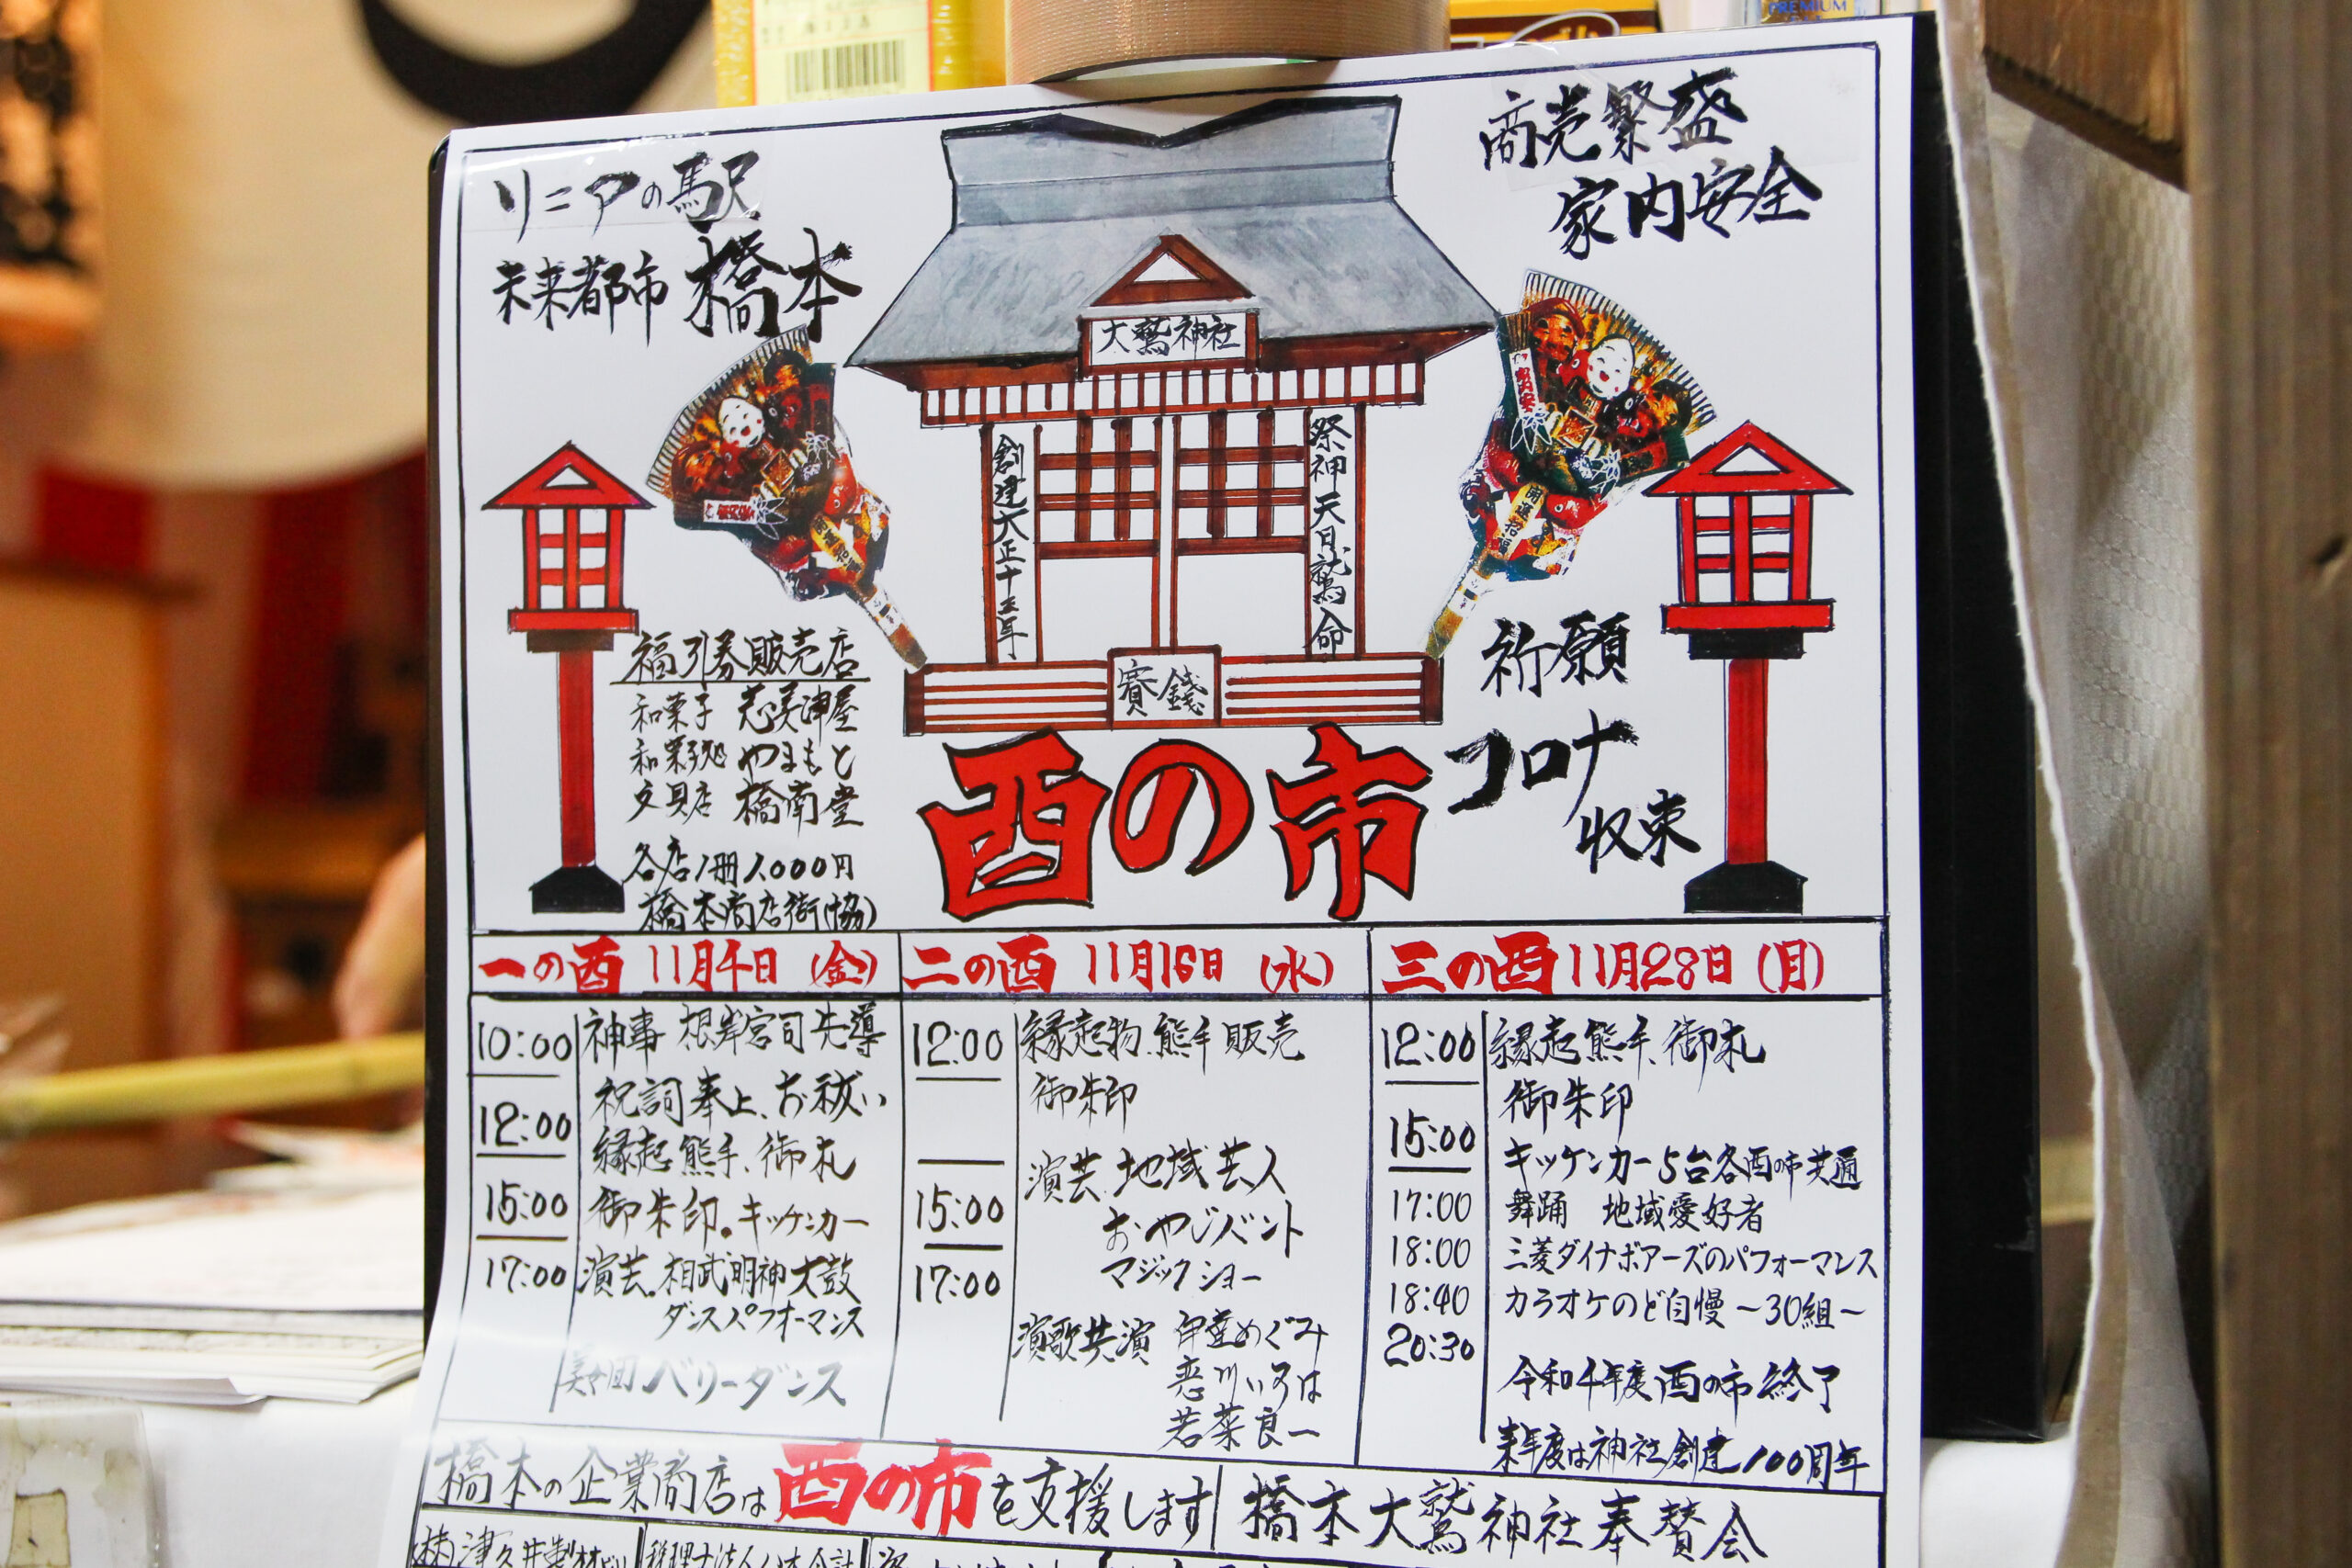 PREMIUM
リニアの駅
未来都市 橋本
商売繁盛
家内安全
大鷲神社
創建大正十三年
祭神天日鷲命
賽銭
福引券販売店
和菓子 志美津屋
和菓子処 やまもと
文具店 橋南堂
各店1冊1,000円
橋本商店街(協)
祈願
コロナ
収束
酉の市
一の酉 11月4日 (金)
10:00 神事 根岸宮司先導
祝詞奉上、お祓い
12:00 縁起熊手、御札
15:00 御朱印。キッケンカー
17:00 演芸.相武明神太鼓
ダンスパフォーマンス
ベリーダンス
二の酉 11月16日 (水)
12:00 縁起物.熊手販売
御朱印
演芸.地域芸人
15:00 おやじバント
マジックショー
17:00
演歌共演 伊萱めぐみ
恋川いろは
若菜良一
三の酉 11月28日 (月)
12:00 縁起熊手、御札
御朱印
15:00 キッケンカー5台各酉の市共通
17:00 舞踊 地域愛好者
18:00 三菱ダイナボアーズのパフォーマンス
18:40 カラオケのど自慢～30組～
20:30
令和4年度酉の市終了
来年度は神社創建100周年
橋本の企業商店は酉の市を支援します
橋本大鷲神社奉賛会